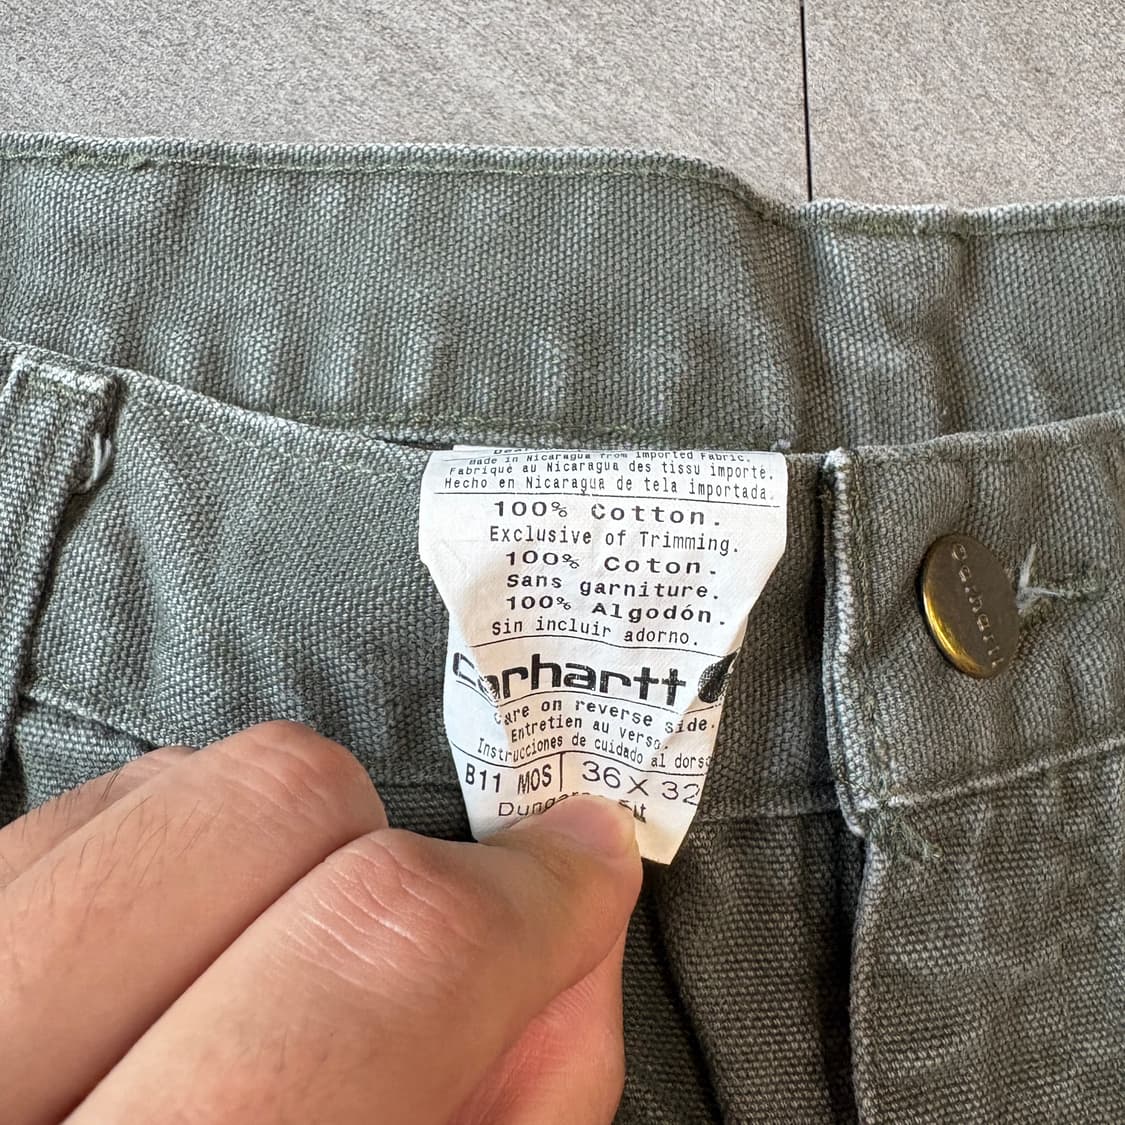 Made in Nicaragua from Imported Fabric.
Fabriqué au Nicaragua des tissu importé.
Hecho en Nicaragua de tela importada.
100% Cotton.
Exclusive of Trimming.
100% Coton.
Sans garniture.
100% Algodón.
Sin incluir adorno.
carhartt
Care on reverse side.
Entretien au verso.
Instrucciones de cuidado al dorso
B11 MOS 36 X 32
Fit
carhartt